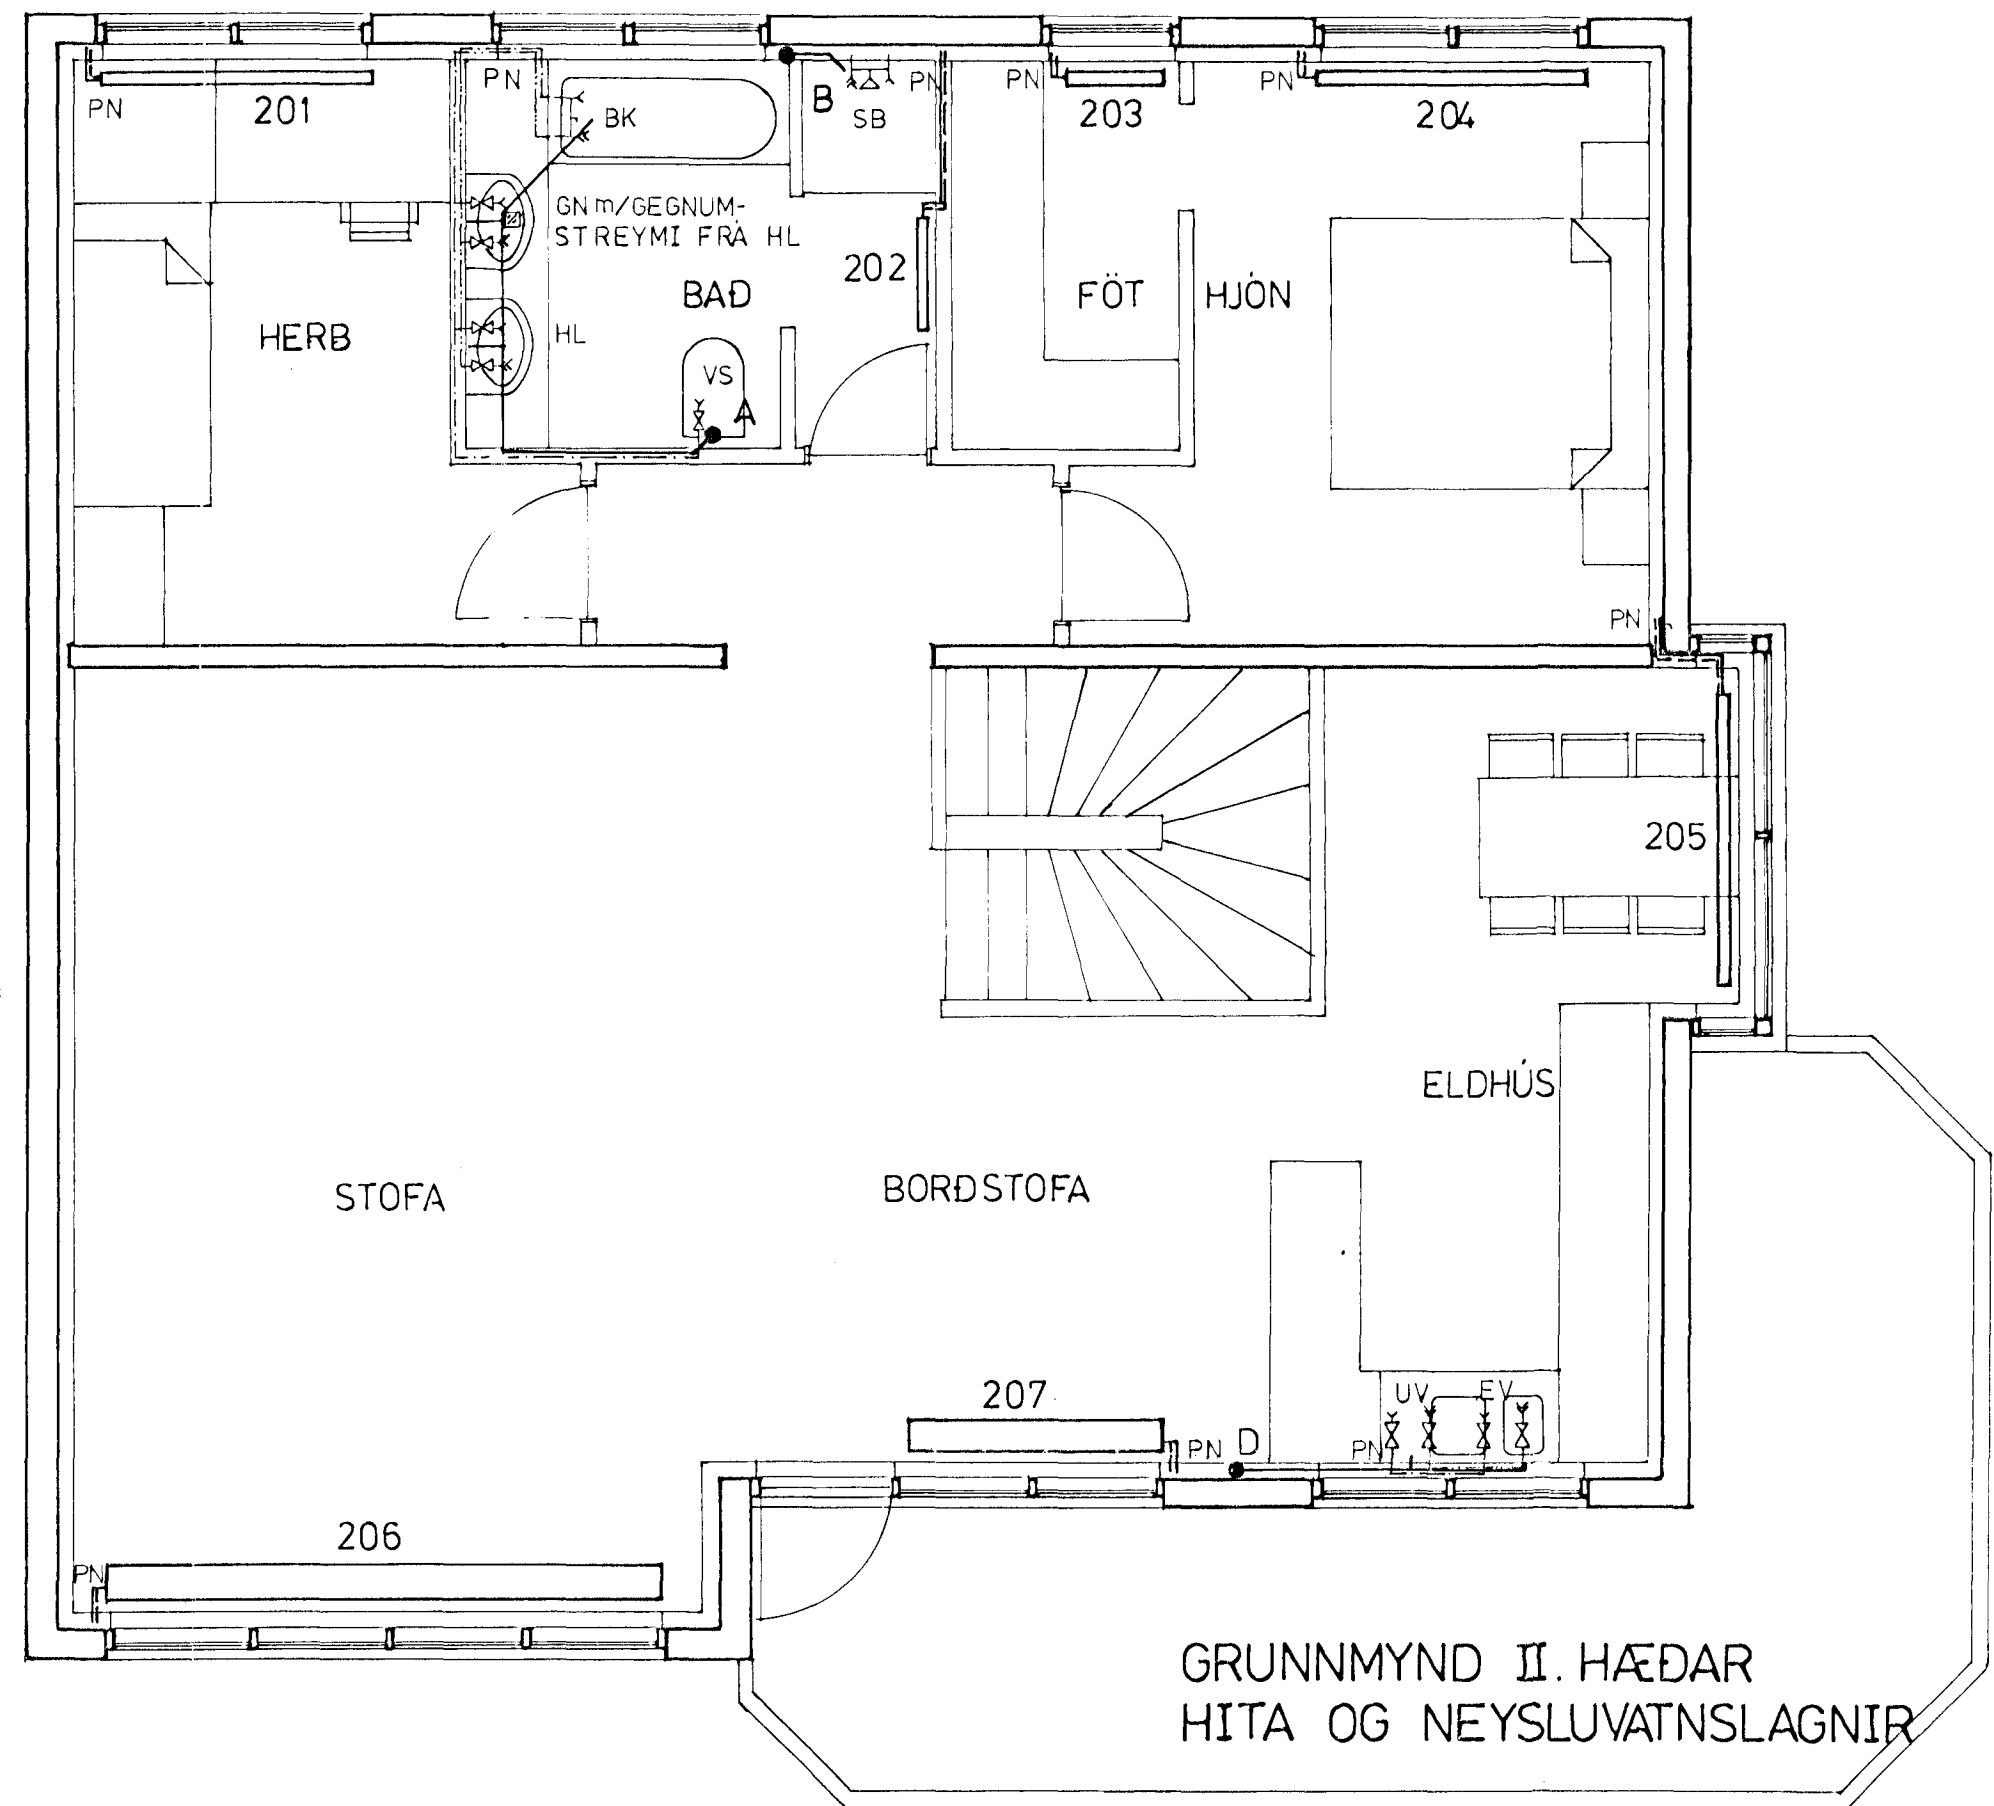 PN
201
PN
BK
B
SB
PN
PN
203
PN
204
GN m/GEGNUM-
STREYMI FRÁ HL
202
BAÐ
FÖT
HJÓN
HERB
HL
VS
A
PN
205
ELDHÚS
STOFA
BORÐSTOFA
207
UV
EV
PN
D
PN
206
PN
GRUNNMYND II. HÆÐAR
HITA OG NEYSLUVATNSLAGNIR